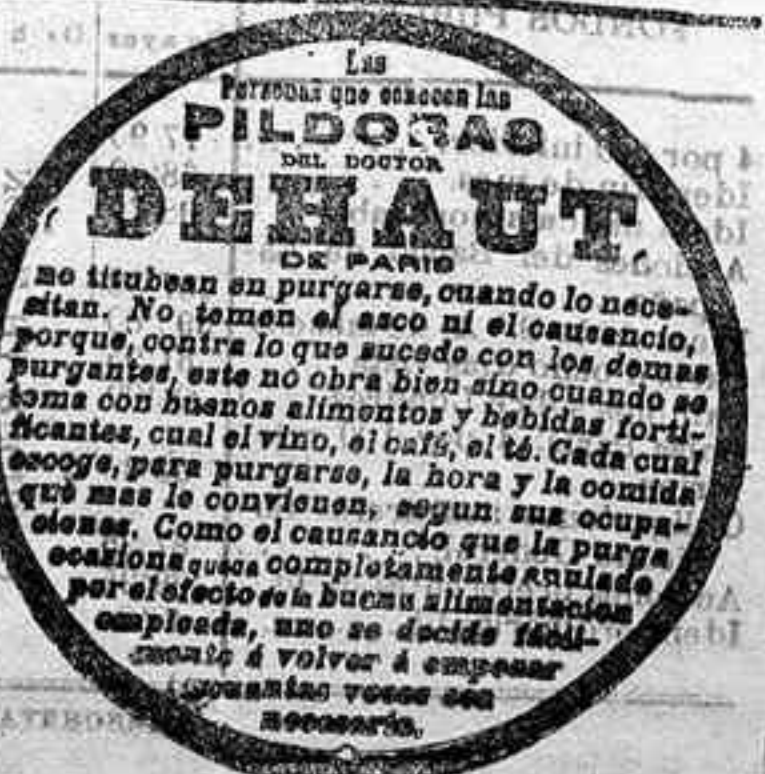 Las
Personas que conocen las
PILDORAS
DEL DOCTOR
DEHAUT
DE PARIS
no titubean en purgarse, cuando lo nece-
sitan. No temen el asco ni el causancio,
porque, contra lo que sucede con los demas
purgantes, este no obra bien sino cuando se
toma con buenos alimentos y bebidas forti-
ficantes, cual el vino, el café, el té. Cada cual
escoge, para purgarse, la hora y la comida
que mas le convienen, segun sus ocupa-
ciones. Como el causancio que la purga
ocasiona queda completamente anulado
por el efecto de la buena alimentacion
empleada, uno se decide fácil-
mente á volver á empezar
cuantas veces sea
necesario.
4 por